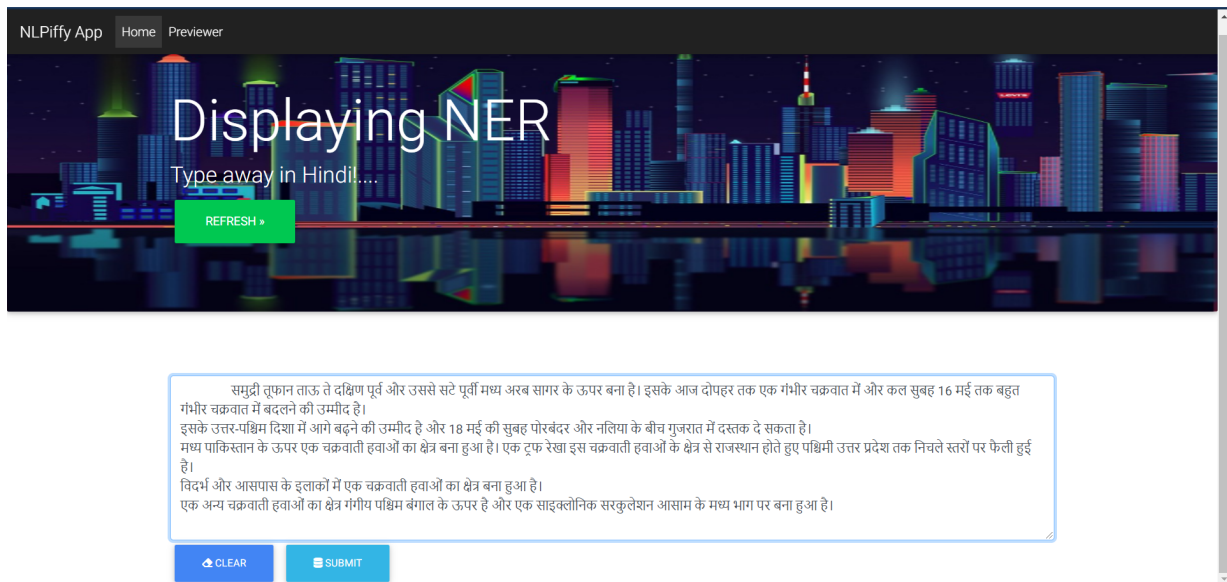 NLPiffy App Home Previewer
Displaying NER
Type away in Hindi!....
REFRESH »
समुद्री तूफान ताऊ ते दक्षिण पूर्व और उससे सटे पूर्वी मध्य अरब सागर के ऊपर बना है। इसके आज दोपहर तक एक गंभीर चक्रवात में और कल सुबह 16 मई तक बहुत
गंभीर चक्रवात में बदलने की उम्मीद है।
इसके उत्तर-पश्चिम दिशा में आगे बढ़ने की उम्मीद है और 18 मई की सुबह पोरबंदर और नलिया के बीच गुजरात में दस्तक दे सकता है।
मध्य पाकिस्तान के ऊपर एक चक्रवाती हवाओं का क्षेत्र बना हुआ है। एक ट्रफ रेखा इस चक्रवाती हवाओं के क्षेत्र से राजस्थान होते हुए पश्चिमी उत्तर प्रदेश तक निचले स्तरों पर फैली हुई
है।
विदर्भ और आसपास के इलाकों में एक चक्रवाती हवाओं का क्षेत्र बना हुआ है।
एक अन्य चक्रवाती हवाओं का क्षेत्र गंगीय पश्चिम बंगाल के ऊपर है और एक साइक्लोनिक सरकुलेशन आसाम के मध्य भाग पर बना हुआ है।
CLEAR SUBMIT